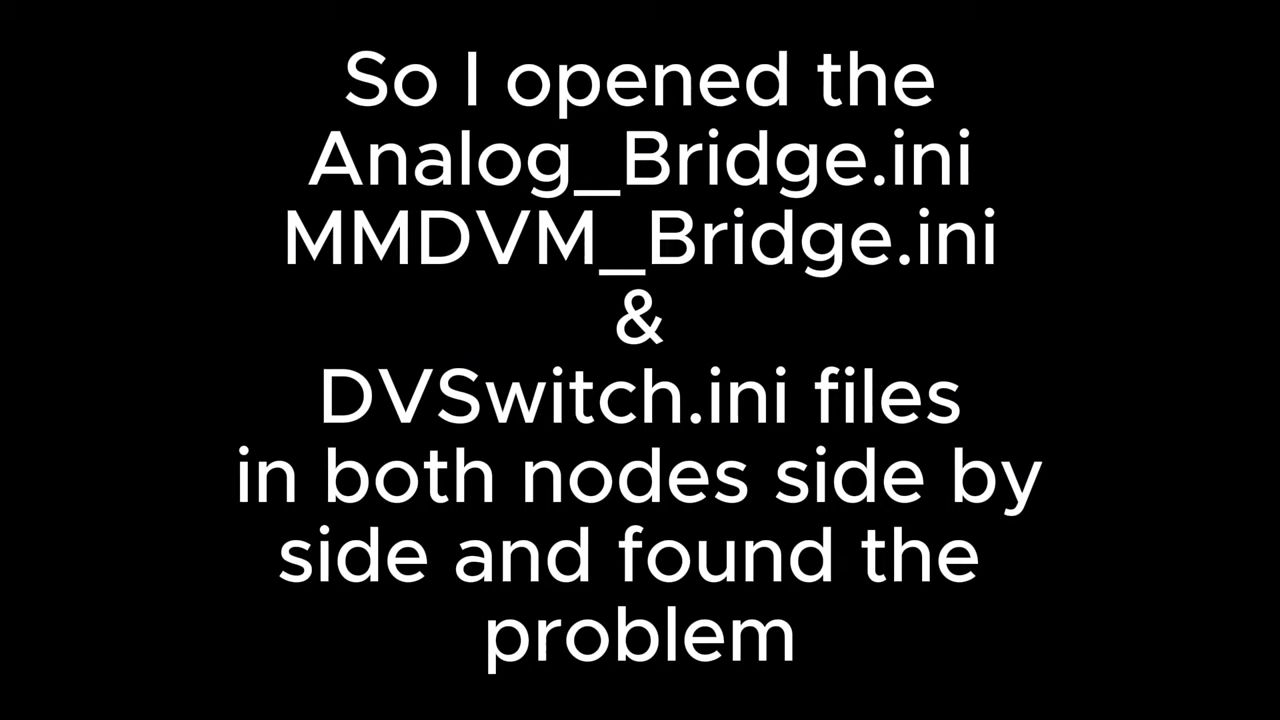 So I opened the
Analog_Bridge.ini
MMDVM_Bridge.ini
&
DVSwitch.ini files
in both nodes side by
side and found the
problem